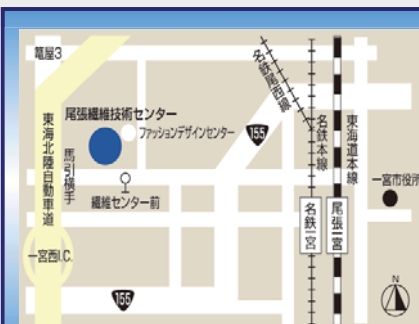 篭屋3
名鉄尾西線
尾張繊維技術センター
ファッションデザインセンター
155
名鉄本線
東海道本線
東海北陸自動車道
馬引横手
繊維センター前
一宮市役所
名鉄一宮
尾張一宮
一宮西I.C.
155
N